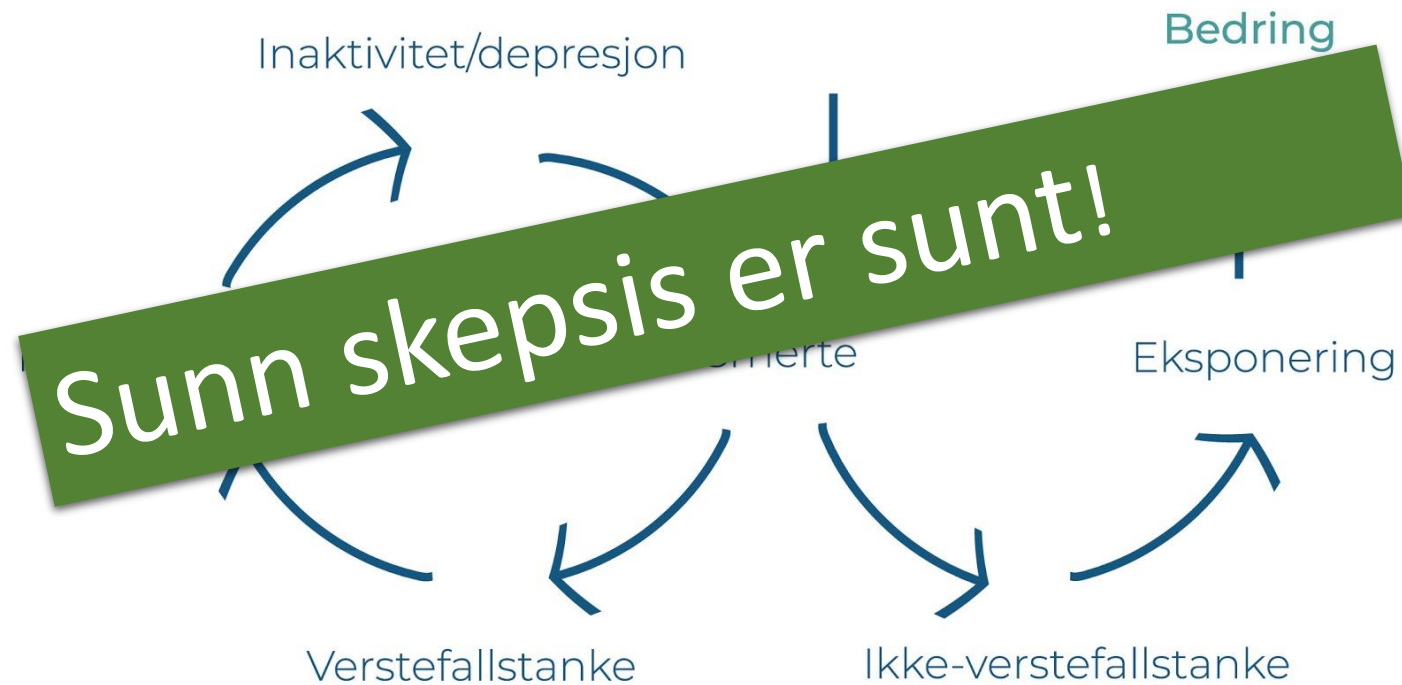 Bedring
Inaktivitet/depresjon
Sunn skepsis er sunt!
Eksponering
Verstefallstanke
Ikke-verstefallstanke